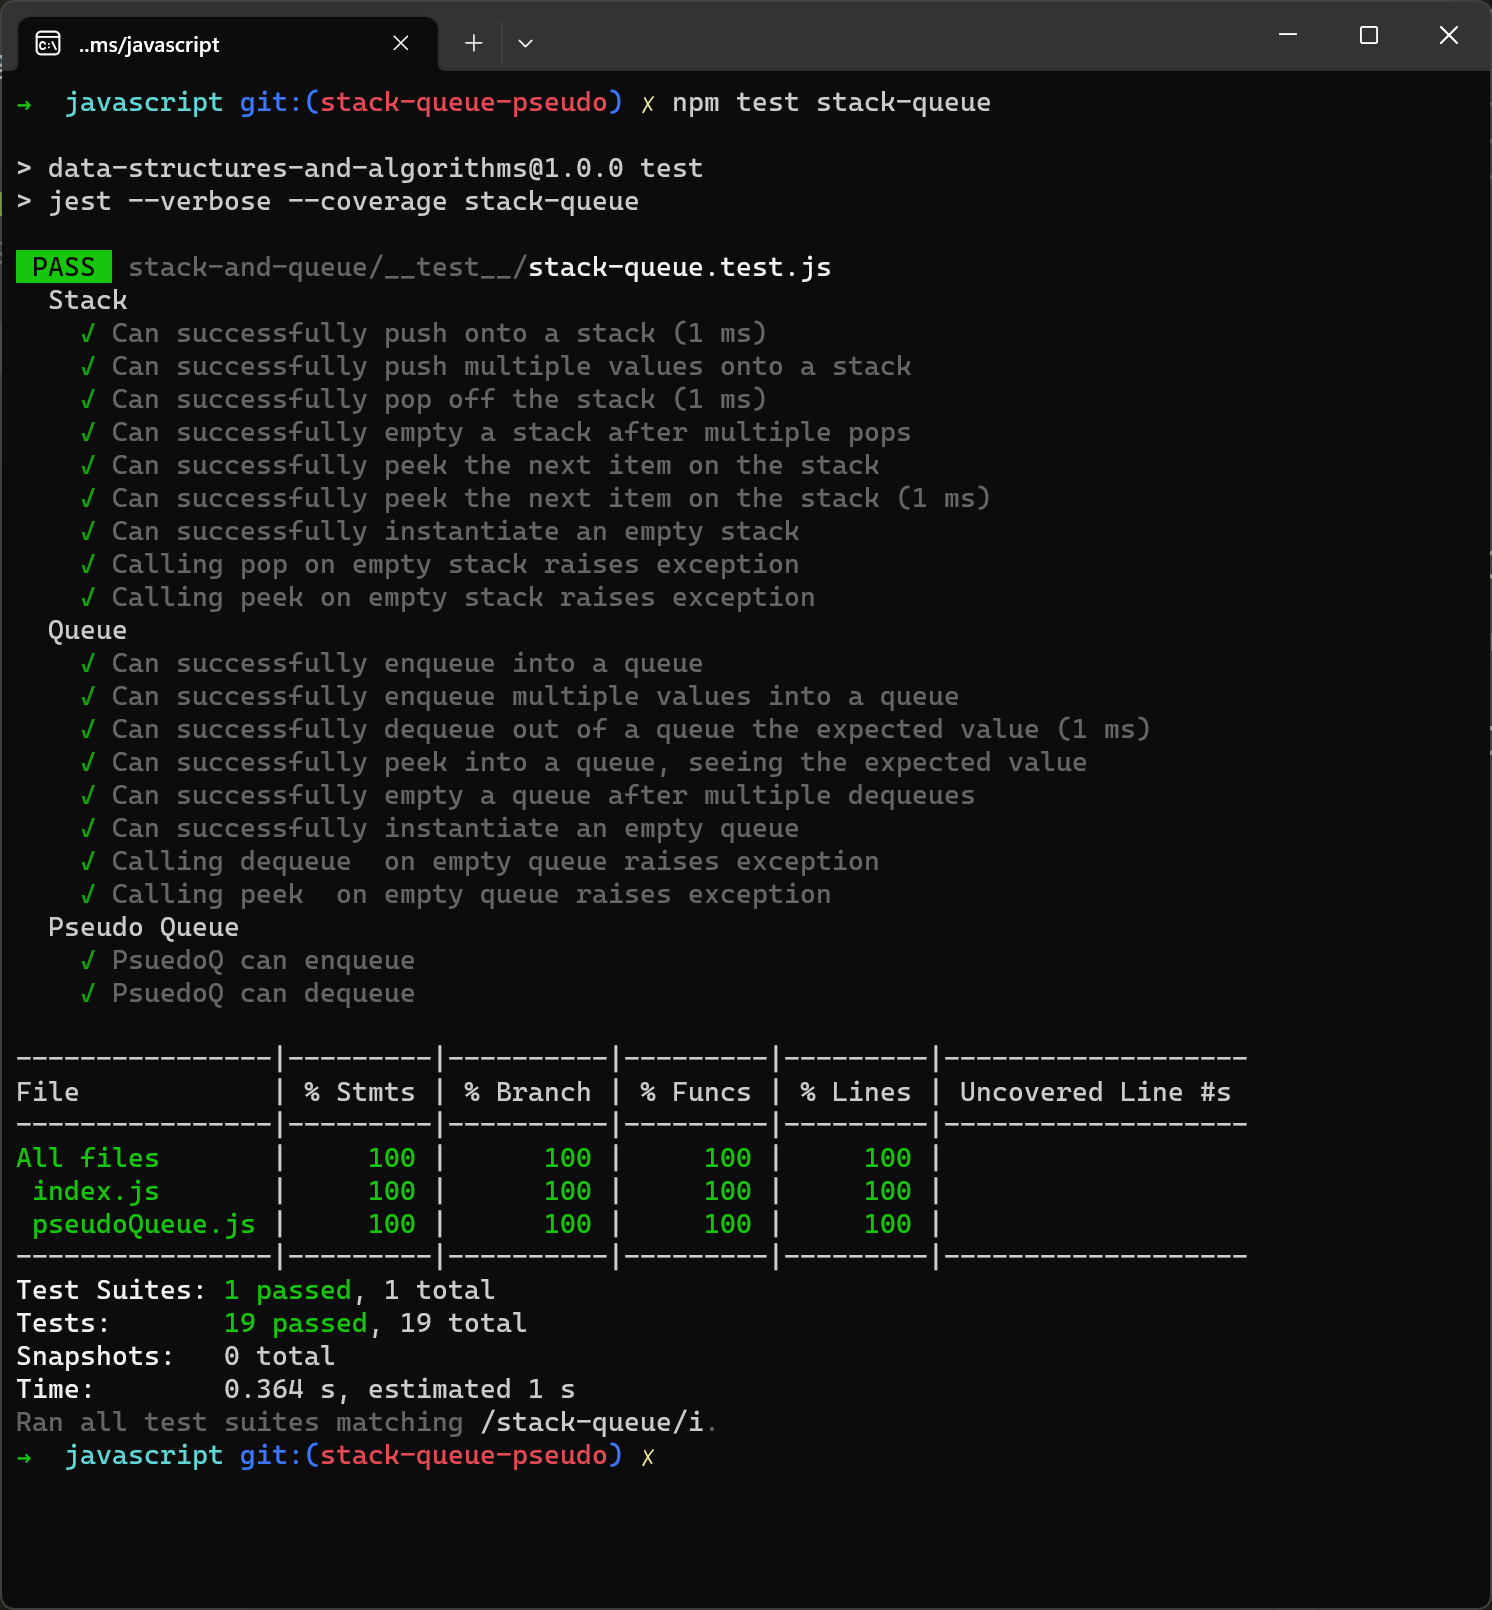 ..ms/javascript
→  javascript git:(stack-queue-pseudo) ✗ npm test stack-queue
> data-structures-and-algorithms@1.0.0 test
> jest --verbose --coverage stack-queue
PASS stack-and-queue/__test__/stack-queue.test.js
Stack
√ Can successfully push onto a stack (1 ms)
√ Can successfully push multiple values onto a stack
√ Can successfully pop off the stack (1 ms)
√ Can successfully empty a stack after multiple pops
√ Can successfully peek the next item on the stack
√ Can successfully peek the next item on the stack (1 ms)
√ Can successfully instantiate an empty stack
√ Calling pop on empty stack raises exception
√ Calling peek on empty stack raises exception
Queue
√ Can successfully enqueue into a queue
√ Can successfully enqueue multiple values into a queue
√ Can successfully dequeue out of a queue the expected value (1 ms)
√ Can successfully peek into a queue, seeing the expected value
√ Can successfully empty a queue after multiple dequeues
√ Can successfully instantiate an empty queue
√ Calling dequeue  on empty queue raises exception
√ Calling peek  on empty queue raises exception
Pseudo Queue
√ PsuedoQ can enqueue
√ PsuedoQ can dequeue
----------------|---------|----------|---------|---------|-------------------
File            | % Stmts | % Branch | % Funcs | % Lines | Uncovered Line #s
----------------|---------|----------|---------|---------|-------------------
All files       |     100 |      100 |     100 |     100 |
 index.js       |     100 |      100 |     100 |     100 |
 pseudoQueue.js |     100 |      100 |     100 |     100 |
----------------|---------|----------|---------|---------|-------------------
Test Suites: 1 passed, 1 total
Tests:       19 passed, 19 total
Snapshots:   0 total
Time:        0.364 s, estimated 1 s
Ran all test suites matching /stack-queue/i.
→  javascript git:(stack-queue-pseudo) ✗